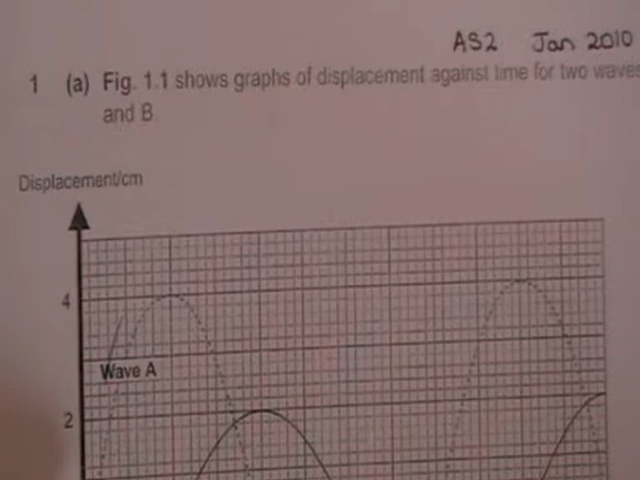 AS2 Jan 2010
1 (a) Fig. 1.1 shows graphs of displacement against time for two waves
and B
Displacement/cm
4
Wave A
2